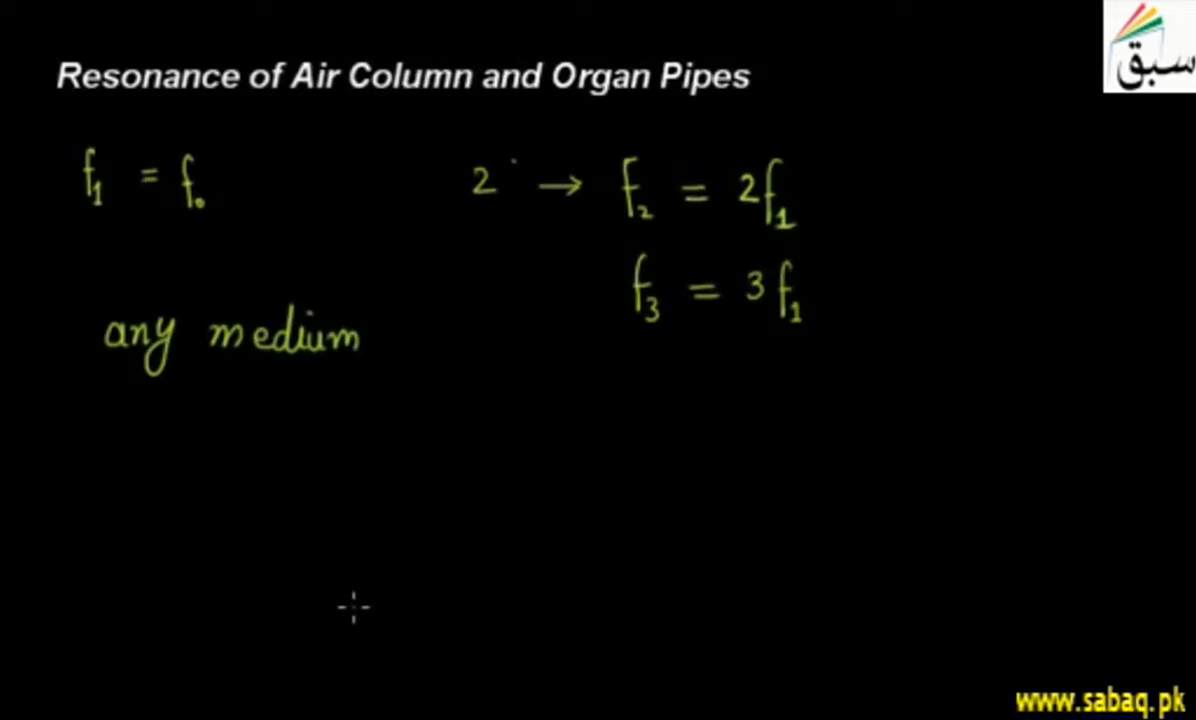 سبق
Resonance of Air Column and Organ Pipes
f₁ = f₀
2 → f₂ = 2f₁
f₃ = 3f₁
any medium
www.sabaq.pk